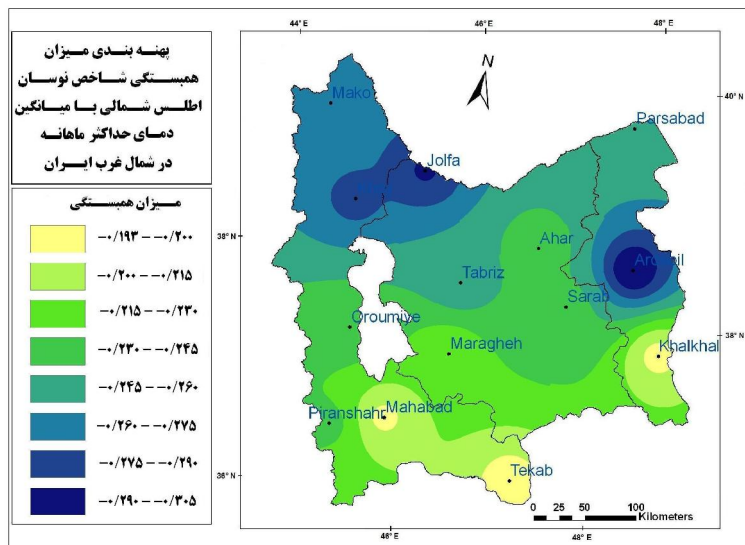 پهنه بندی میزان
همبستگی شاخص نوسان
اطلس شمالی با میانگین
دمای حداکثر ماهانه
در شمال غرب ایران
میزان همبستگی
-۰/۱۹۳ - -۰/۲۰۰
-۰/۲۰۰ - -۰/۲۱۵
-۰/۲۱۵ - -۰/۲۳۰
-۰/۲۳۰ - -۰/۲۴۵
-۰/۲۴۵ - -۰/۲۶۰
-۰/۲۶۰ - -۰/۲۷۵
-۰/۲۷۵ - -۰/۲۹۰
-۰/۲۹۰ - -۰/۳۰۵
44° E
46° E
48° E
N
40° N
38° N
38° N
36° N
46° E
48° E
Mako
Parsabad
Jolfa
Ahar
Ardebil
Tabriz
Sarab
Oroumiye
Maragheh
Khalkhal
Piranshahr
Mahabad
Tekab
0 25 50 100
Kilometers